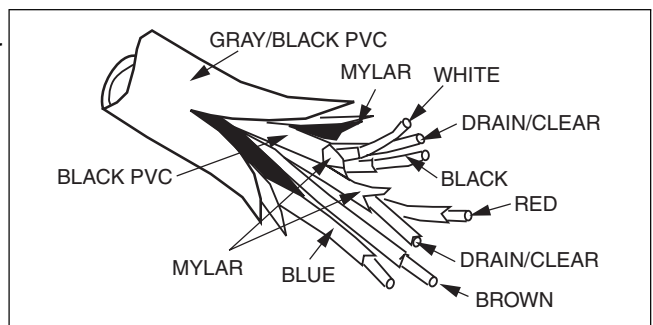 GRAY/BLACK PVC
MYLAR
WHITE
DRAIN/CLEAR
BLACK PVC
BLACK
RED
MYLAR
BLUE
DRAIN/CLEAR
BROWN